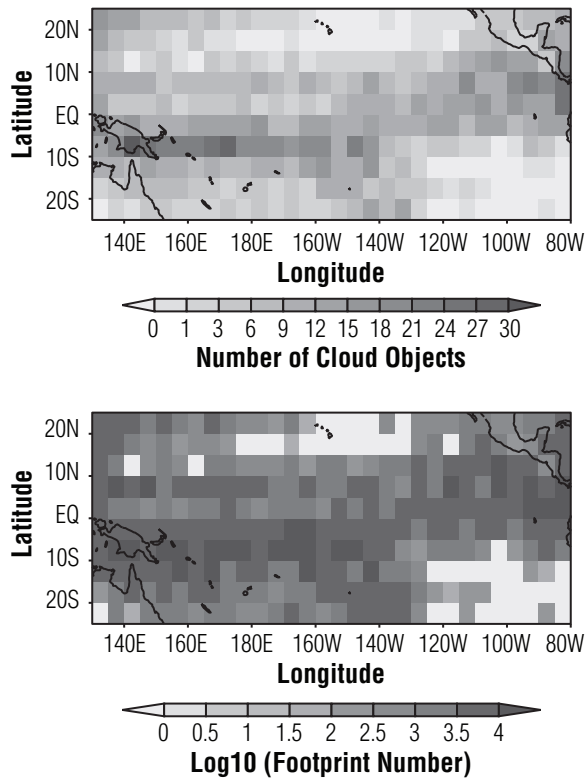 20N
10N
EQ
10S
20S
Latitude
140E 160E 180E 160W 140W 120W 100W 80W
Longitude
0 1 3 6 9 12 15 18 21 24 27 30
Number of Cloud Objects
20N
10N
EQ
10S
20S
Latitude
140E 160E 180E 160W 140W 120W 100W 80W
Longitude
0 0.5 1 1.5 2 2.5 3 3.5 4
Log10 (Footprint Number)